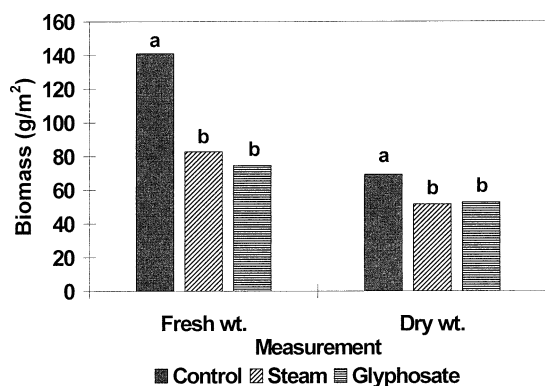 160
140
120
100
80
60
40
20
0
Biomass (g/m²)
a
b
b
a
b
b
Fresh wt.
Dry wt.
Measurement
Control Steam Glyphosate